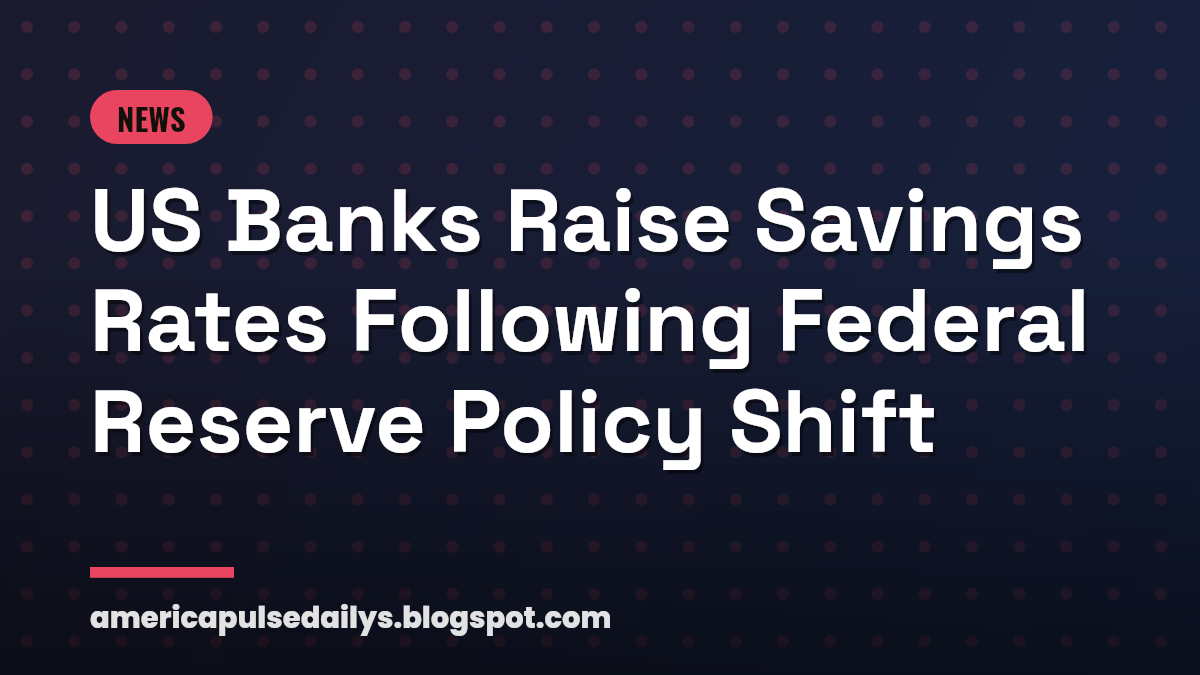 NEWS
US Banks Raise Savings
Rates Following Federal
Reserve Policy Shift
americapulsedailys.blogspot.com